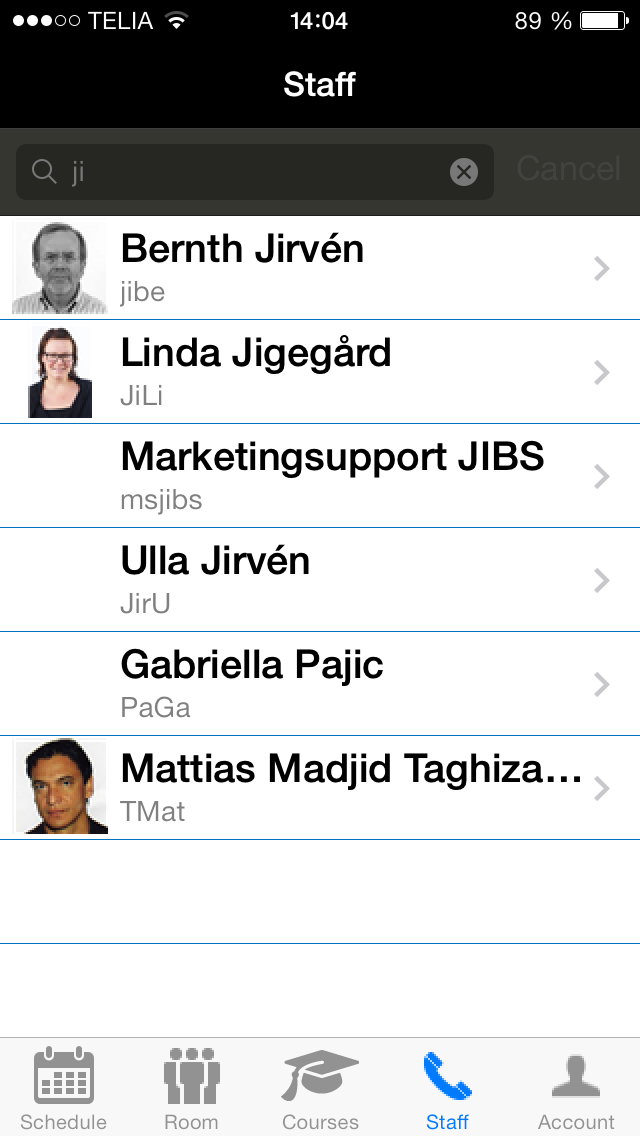 TELIA 14:04 89 %
Staff
ji Cancel
Bernth Jirvén
jibe
Linda Jigegård
JiLi
Marketingsupport JIBS
msjibs
Ulla Jirvén
JirU
Gabriella Pajic
PaGa
Mattias Madjid Taghiza...
TMat
Schedule Room Courses Staff Account